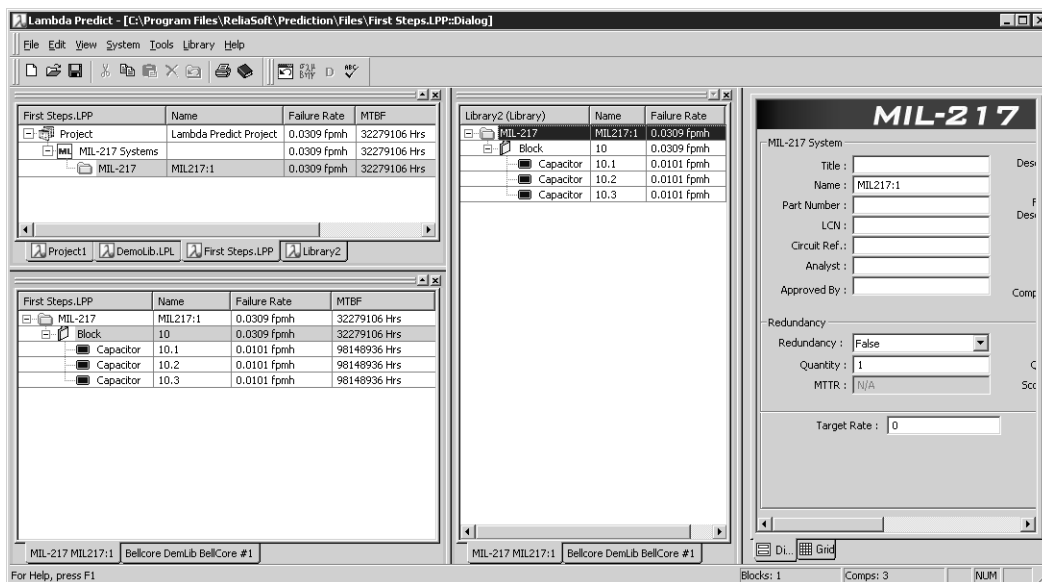 Lambda Predict - [C:\Program Files\ReliaSoft\Prediction\Files\First Steps.LPP::Dialog]
File Edit View System Tools Library Help
First Steps.LPP Name Failure Rate MTBF
Project Lambda Predict Project 0.0309 fpmh 32279106 Hrs
ML MIL-217 Systems 0.0309 fpmh 32279106 Hrs
MIL-217 MIL217:1 0.0309 fpmh 32279106 Hrs
Project1 DemoLib.LPL First Steps.LPP Library2
First Steps.LPP Name Failure Rate MTBF
MIL-217 MIL217:1 0.0309 fpmh 32279106 Hrs
Block 10 0.0309 fpmh 32279106 Hrs
Capacitor 10.1 0.0101 fpmh 98148936 Hrs
Capacitor 10.2 0.0101 fpmh 98148936 Hrs
Capacitor 10.3 0.0101 fpmh 98148936 Hrs
MIL-217 MIL217:1 Bellcore DemLib BellCore #1
Library2 (Library) Name Failure Rate
MIL-217 MIL217:1 0.0309 fpmh
Block 10 0.0309 fpmh
Capacitor 10.1 0.0101 fpmh
Capacitor 10.2 0.0101 fpmh
Capacitor 10.3 0.0101 fpmh
MIL-217 MIL217:1 Bellcore DemLib BellCore #1
MIL-217
MIL-217 System
Title : Desc
Name : MIL217:1
Part Number :
LCN :
Circuit Ref.:
Analyst :
Approved By : Comp
Redundancy
Redundancy : False
Quantity : 1
MTTR : N/A
Target Rate : 0
Di... Grid
For Help, press F1 Blocks: 1 Comps: 3 NUM